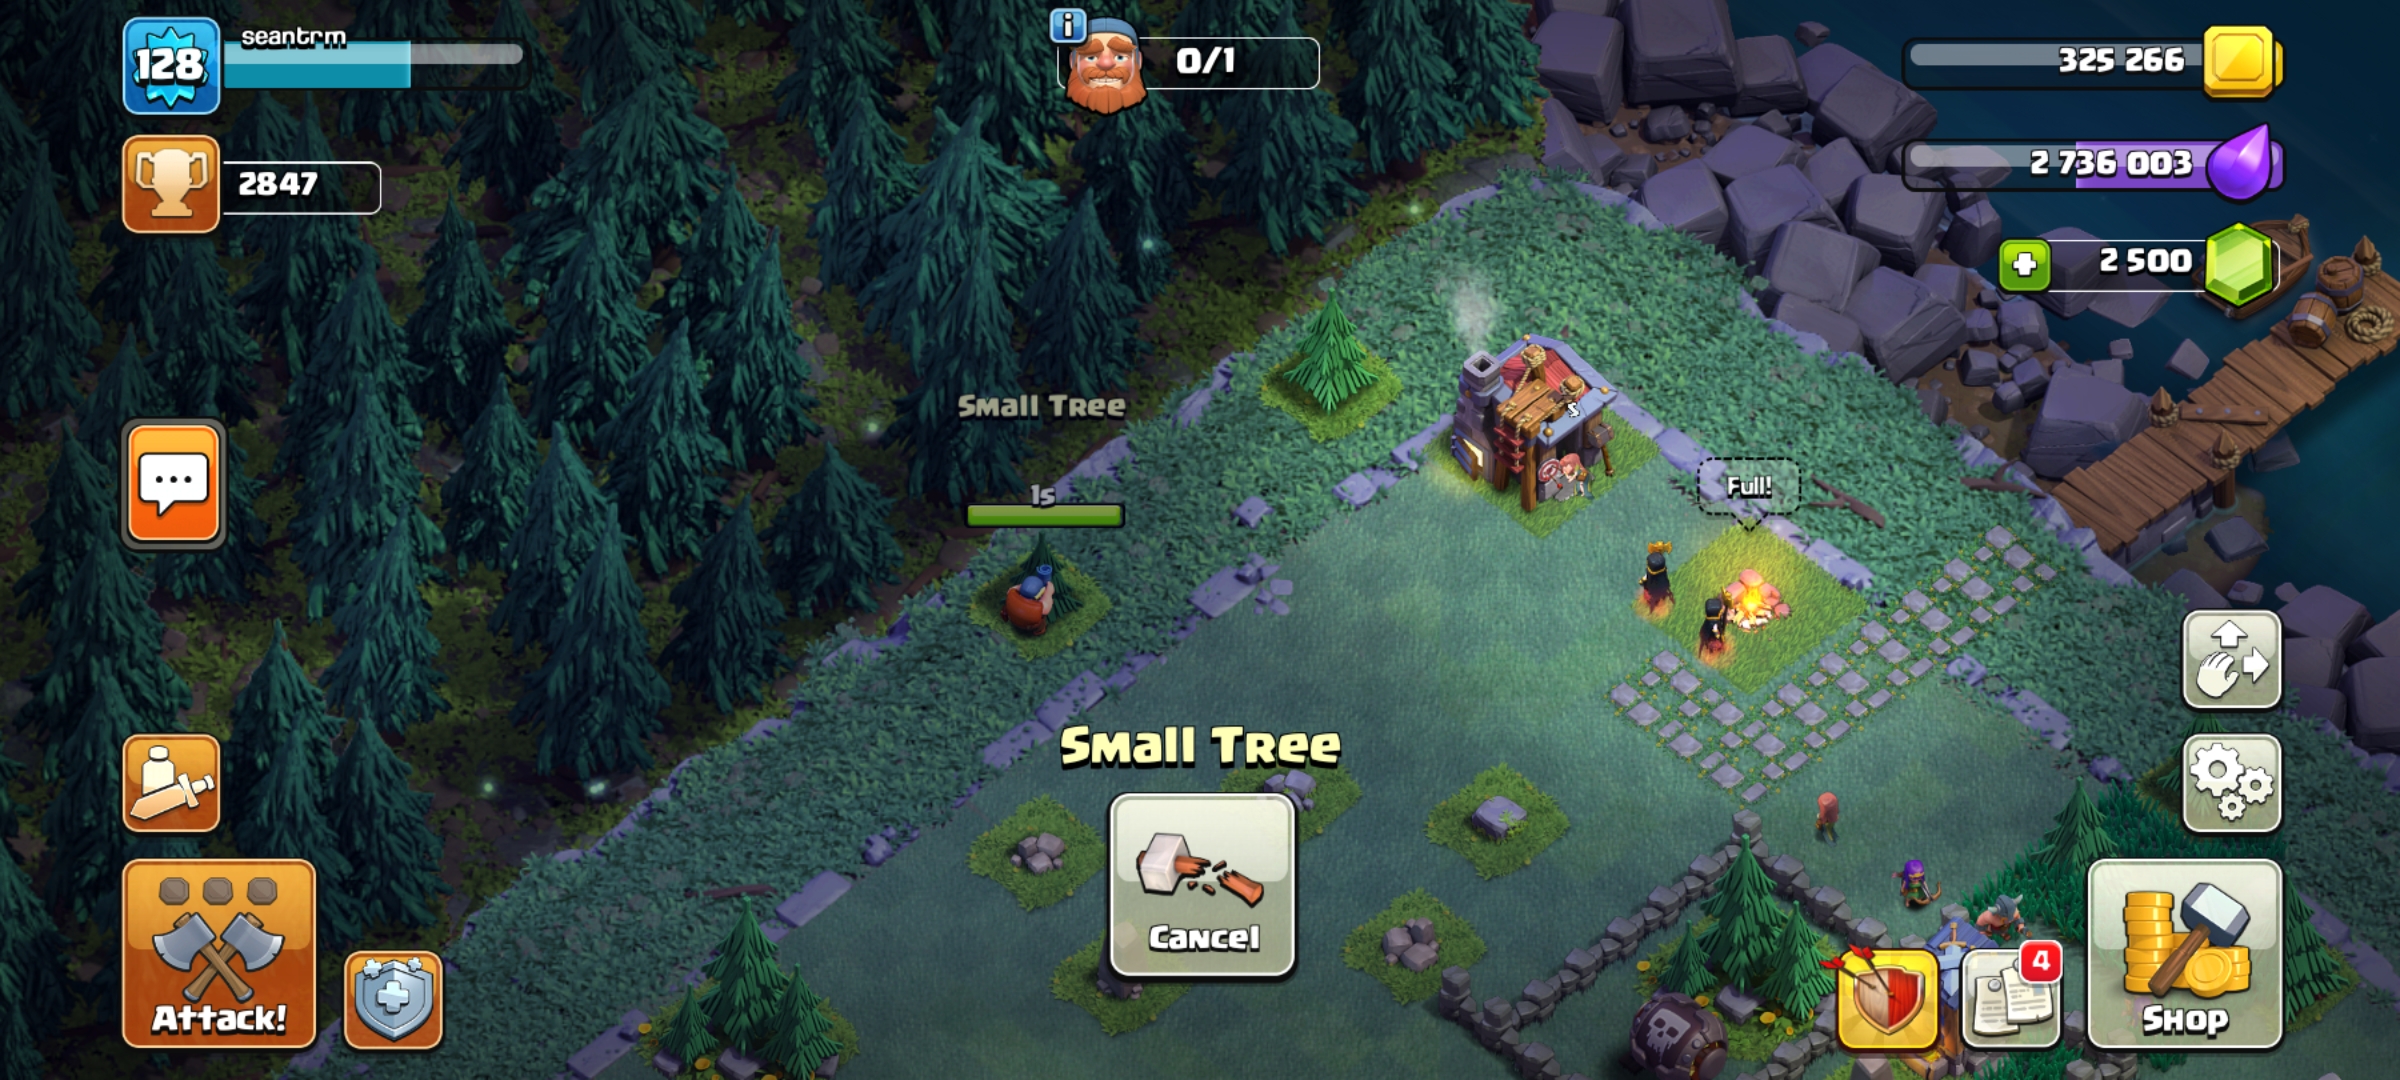 128
seantrm
i
0/1
325 266
2847
2 736 003
2 500
Small Tree
1s
Full!
Small Tree
Cancel
Attack!
4
Shop